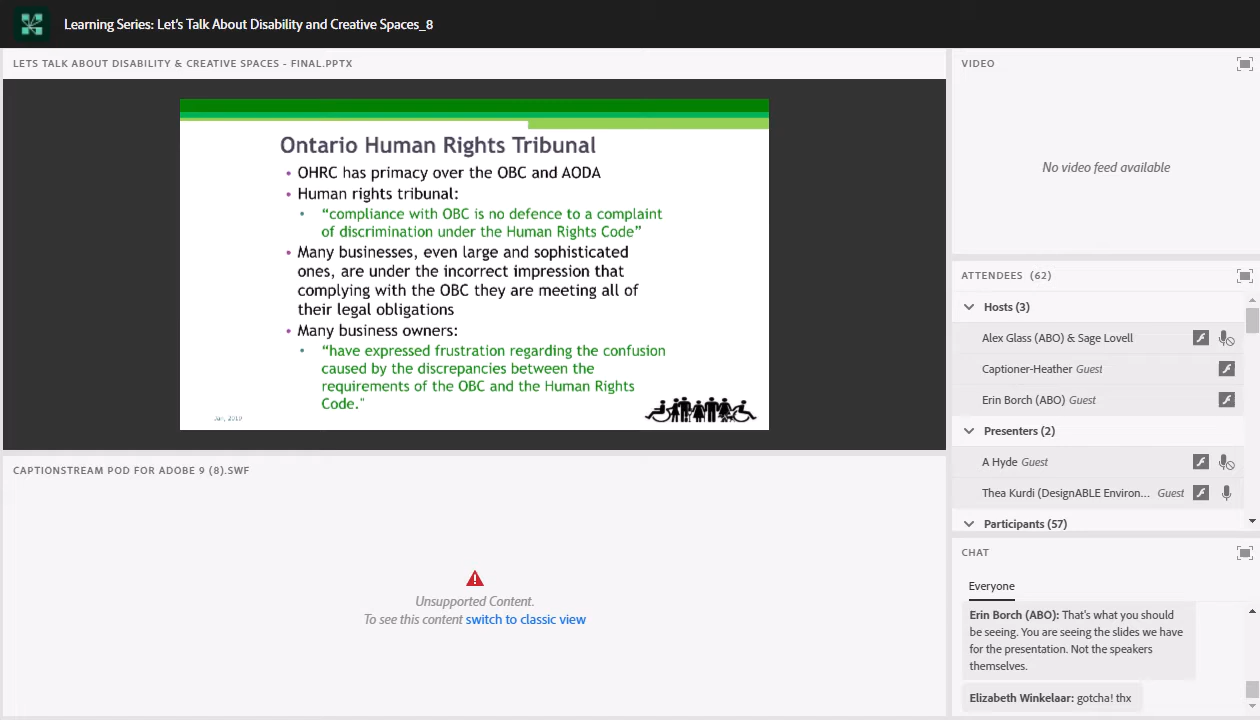 Learning Series: Let's Talk About Disability and Creative Spaces_8
LETS TALK ABOUT DISABILITY & CREATIVE SPACES - FINAL.PPTX
Ontario Human Rights Tribunal
• OHRC has primacy over the OBC and AODA
• Human rights tribunal:
• “compliance with OBC is no defence to a complaint
of discrimination under the Human Rights Code”
• Many businesses, even large and sophisticated
ones, are under the incorrect impression that
complying with the OBC they are meeting all of
their legal obligations
• Many business owners:
• “have expressed frustration regarding the confusion
caused by the discrepancies between the
requirements of the OBC and the Human Rights
Code."
Jan, 2019
CAPTIONSTREAM POD FOR ADOBE 9 (8).SWF
Unsupported Content.
To see this content switch to classic view
VIDEO
No video feed available
ATTENDEES (62)
Hosts (3)
Alex Glass (ABO) & Sage Lovell
Captioner-Heather Guest
Erin Borch (ABO) Guest
Presenters (2)
A Hyde Guest
Thea Kurdi (DesignABLE Environ... Guest
Participants (57)
CHAT
Everyone
Erin Borch (ABO): That's what you should
be seeing. You are seeing the slides we have
for the presentation. Not the speakers
themselves.
Elizabeth Winkelaar: gotcha! thx